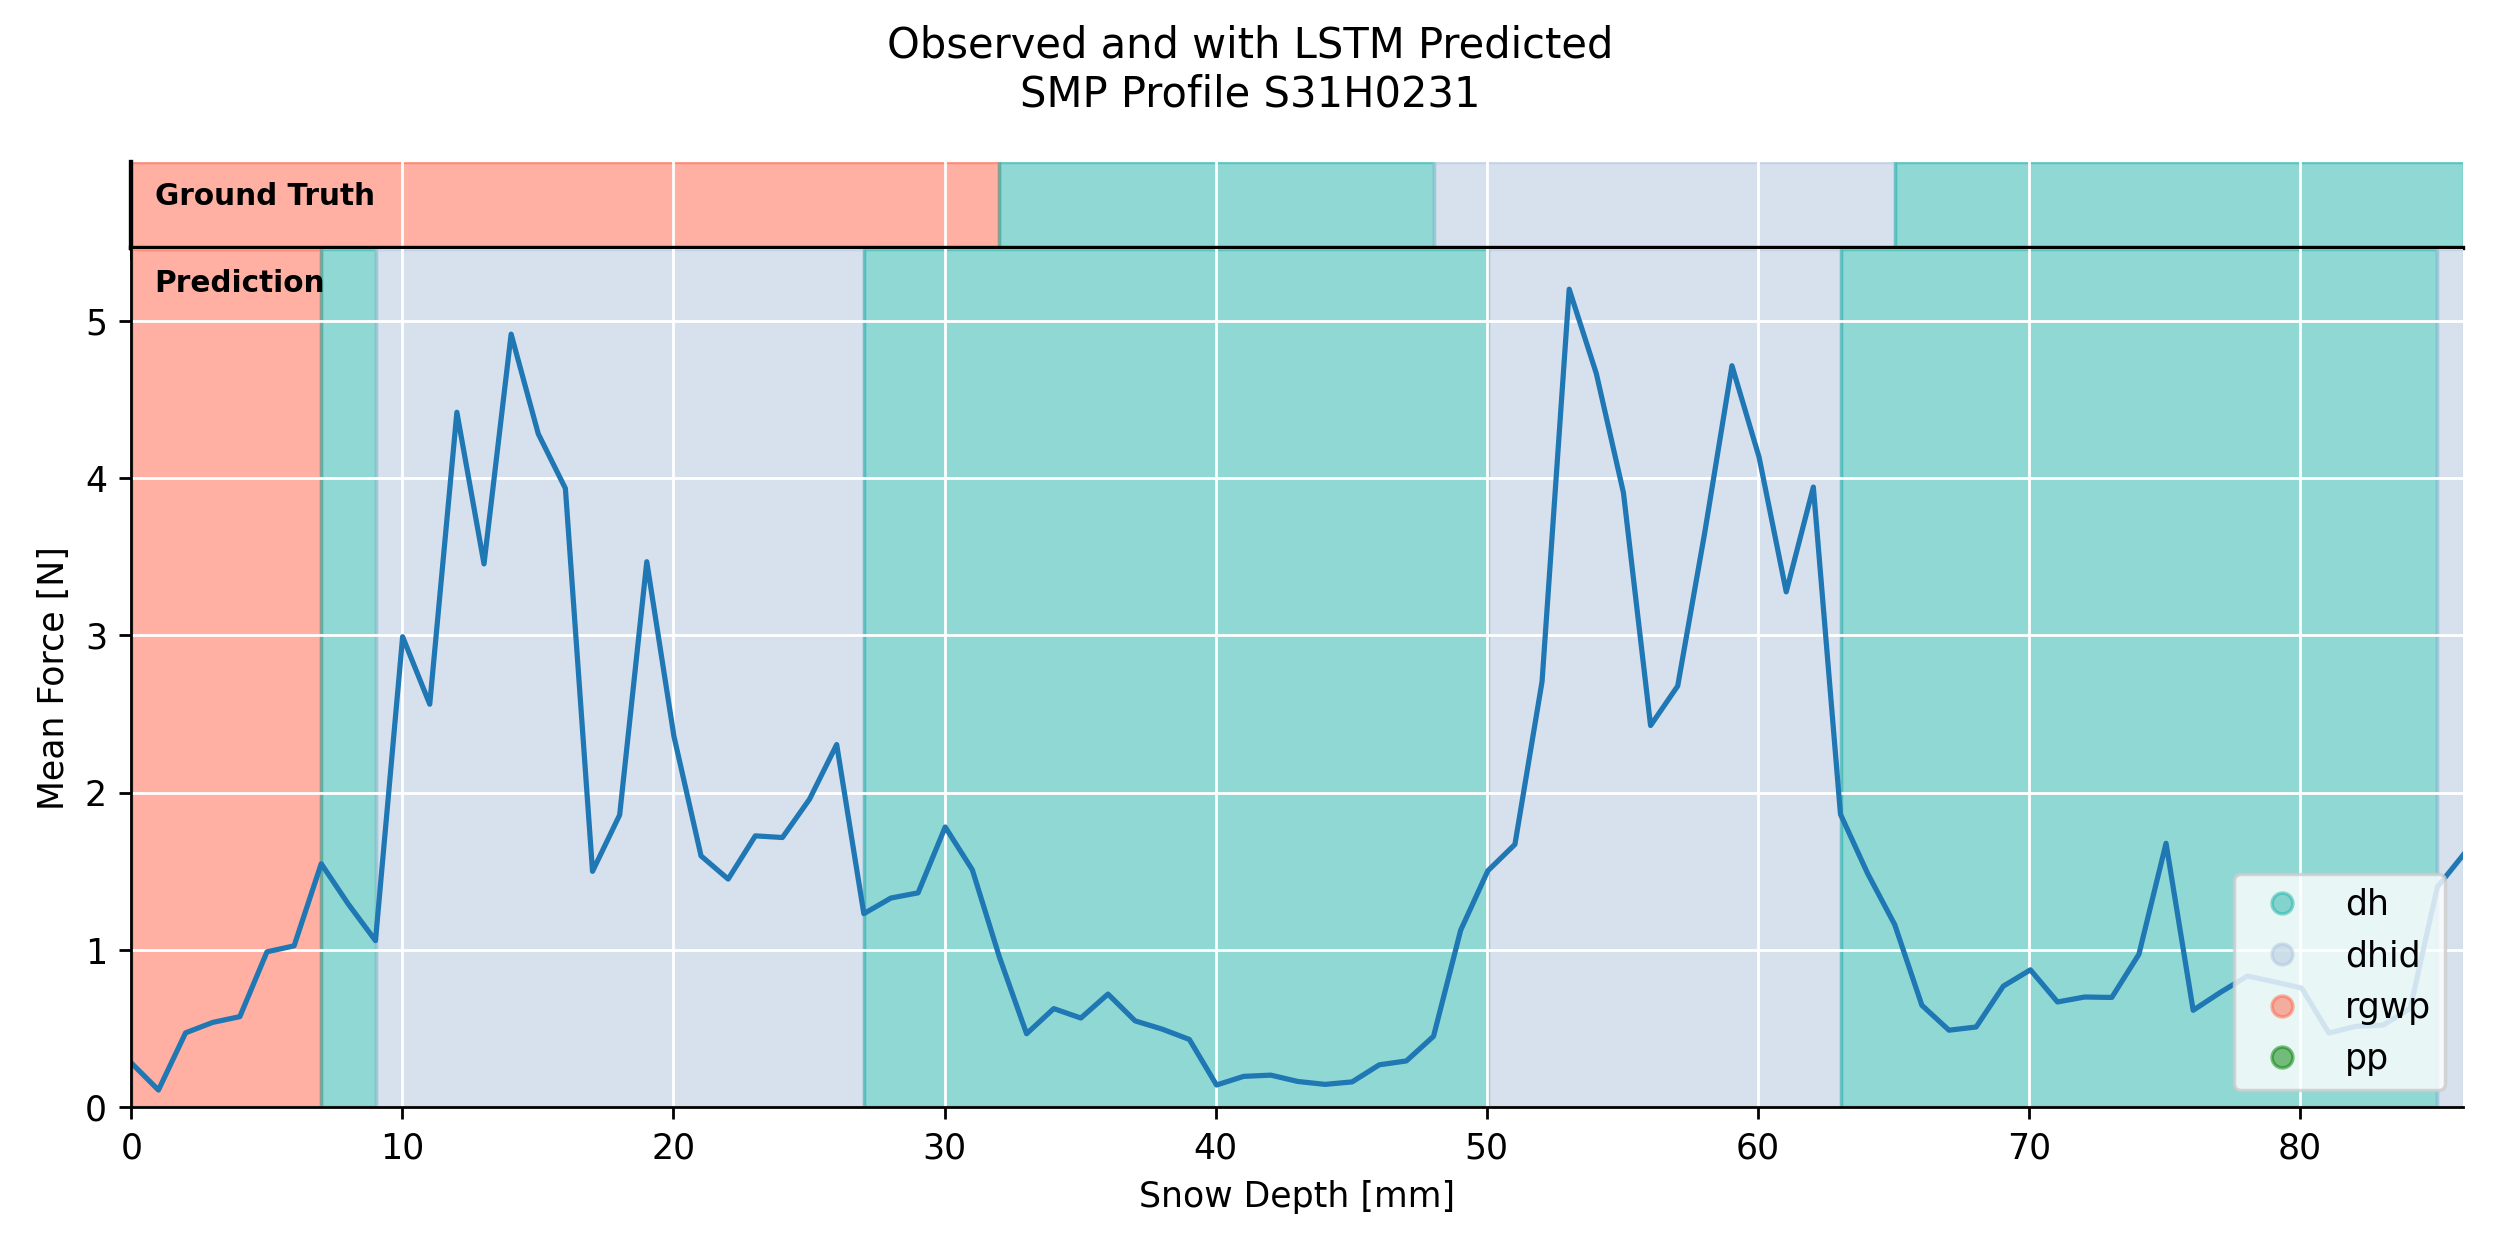 Observed and with LSTM Predicted
SMP Profile S31H0231
Ground Truth
Prediction
Mean Force [N]
5
4
3
2
1
0
0 10 20 30 40 50 60 70 80
Snow Depth [mm]
dh
dhid
rgwp
pp